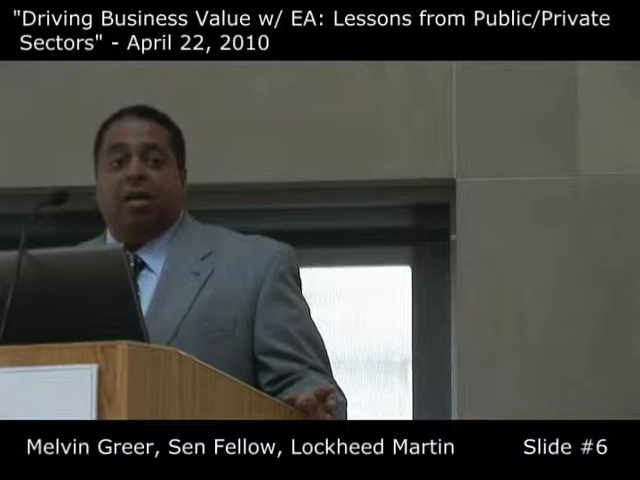 "Driving Business Value w/ EA: Lessons from Public/Private
Sectors" - April 22, 2010
Melvin Greer, Sen Fellow, Lockheed Martin
Slide #6